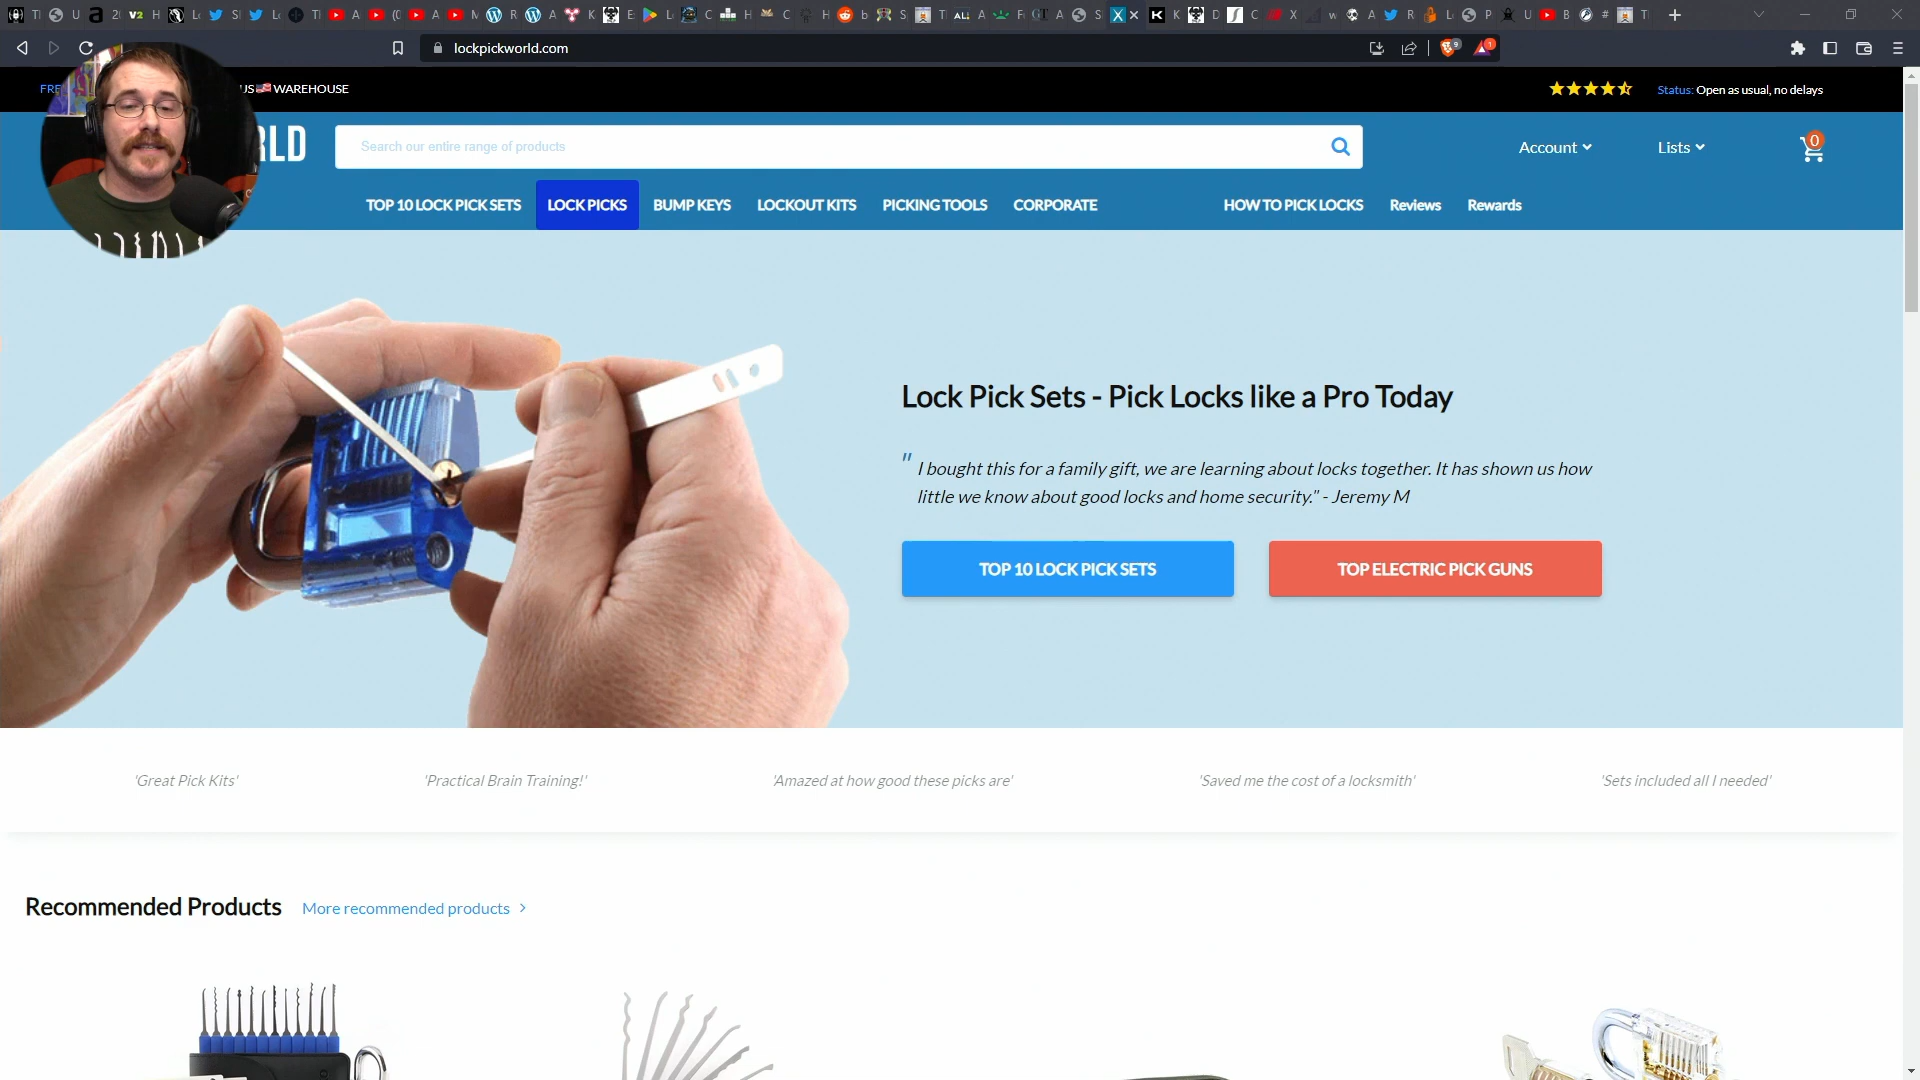 lockpickworld.com
FRE
US WAREHOUSE
Status: Open as usual, no delays
RLD
Search our entire range of products
Account
Lists
0
TOP 10 LOCK PICK SETS
LOCK PICKS
BUMP KEYS
LOCKOUT KITS
PICKING TOOLS
CORPORATE
HOW TO PICK LOCKS
Reviews
Rewards
Lock Pick Sets - Pick Locks like a Pro Today
" I bought this for a family gift, we are learning about locks together. It has shown us how
little we know about good locks and home security." - Jeremy M
TOP 10 LOCK PICK SETS
TOP ELECTRIC PICK GUNS
'Great Pick Kits'
'Practical Brain Training!'
'Amazed at how good these picks are'
'Saved me the cost of a locksmith'
'Sets included all I needed'
Recommended Products
More recommended products